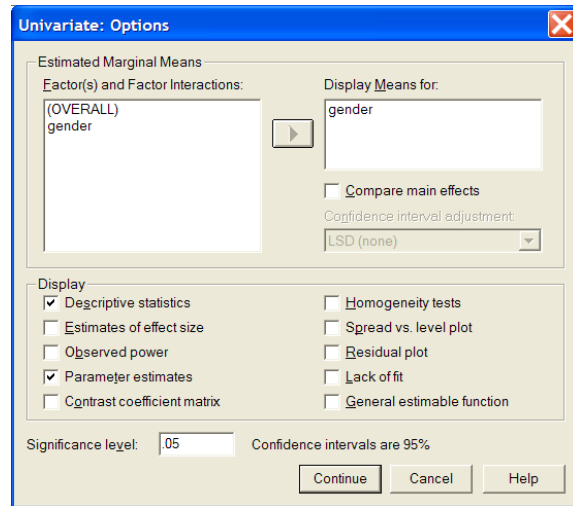 Univariate: Options
Estimated Marginal Means
Factor(s) and Factor Interactions:
(OVERALL)
gender
Display Means for:
gender
Compare main effects
Confidence interval adjustment:
LSD (none)
Display
Descriptive statistics
Estimates of effect size
Observed power
Parameter estimates
Contrast coefficient matrix
Homogeneity tests
Spread vs. level plot
Residual plot
Lack of fit
General estimable function
Significance level: .05 Confidence intervals are 95%
Continue Cancel Help